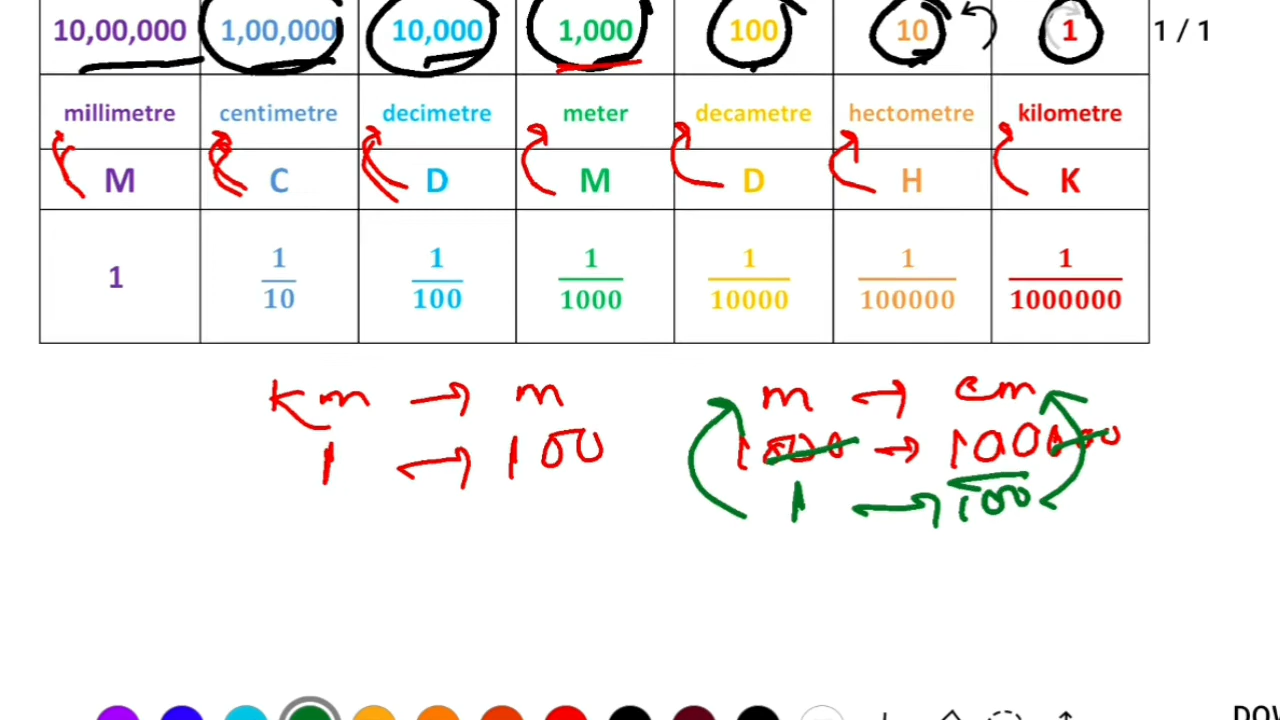 10,00,000 1,00,000 10,000 1,000 100 10 1 1 / 1
millimetre centimetre decimetre meter decametre hectometre kilometre
M C D M D H K
1 1/10 1/100 1/1000 1/10000 1/100000 1/1000000
km → m m ↔ cm
1 ↔ 100 1000 → 100000
1 ↔ 100